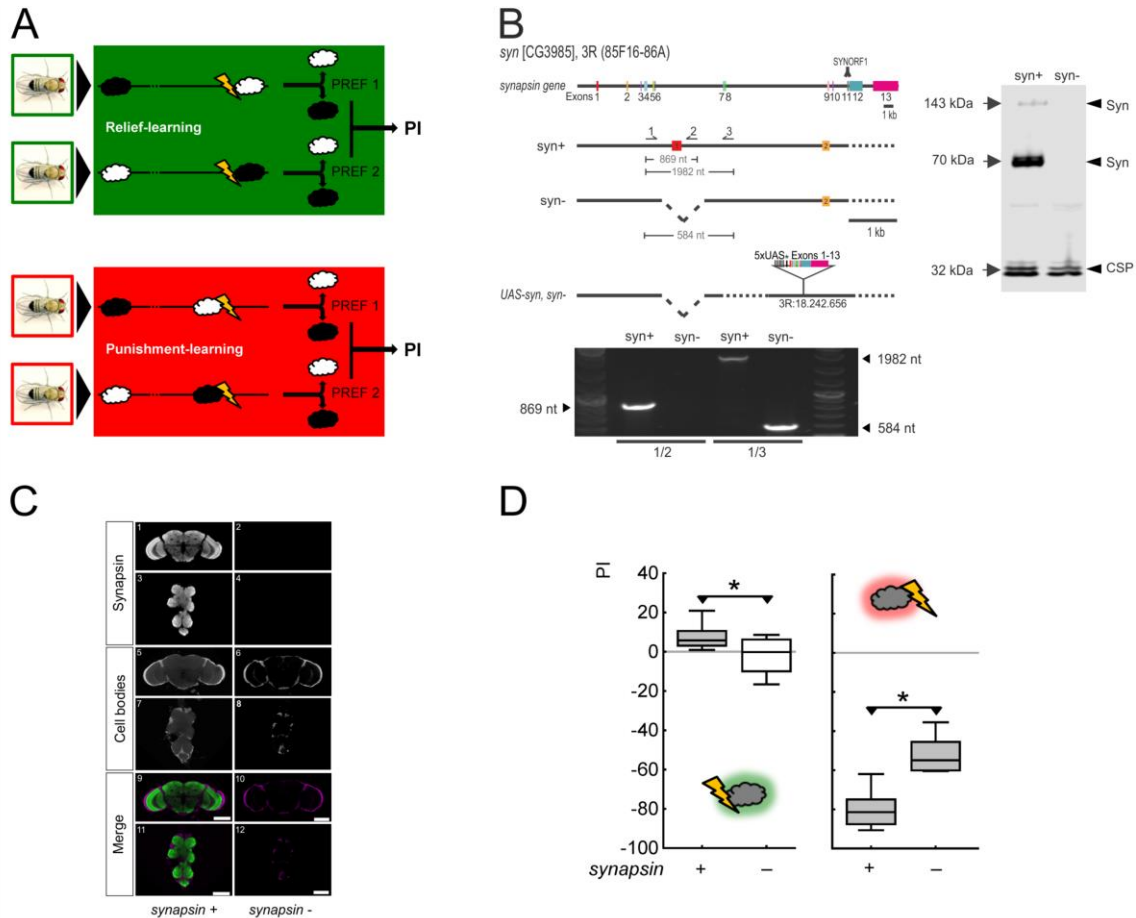 A
PREF 1
Relief-learning
PI
PREF 2
PREF 1
Punishment-learning
PI
PREF 2
B
syn [CG3985], 3R (85F16-86A)
SYNORF1
synapsin gene
Exons 1 2 3456 78 9101112 13
1 kb
1 2 3
syn+ 1 2
869 nt
1982 nt
syn- 2
584 nt
1 kb
5xUAS+ Exons 1-13
UAS-syn, syn-
3R:18.242.656
syn+ syn- syn+ syn-
1982 nt
869 nt
584 nt
1/2 1/3
syn+ syn-
143 kDa Syn
70 kDa Syn
32 kDa CSP
C
Synapsin
1 2
3 4
Cell bodies
5 6
7 8
Merge
9 10
11 12
synapsin + synapsin -
D
PI
40
20
0
-20
-40
-60
-80
-100
* *
synapsin + – + –